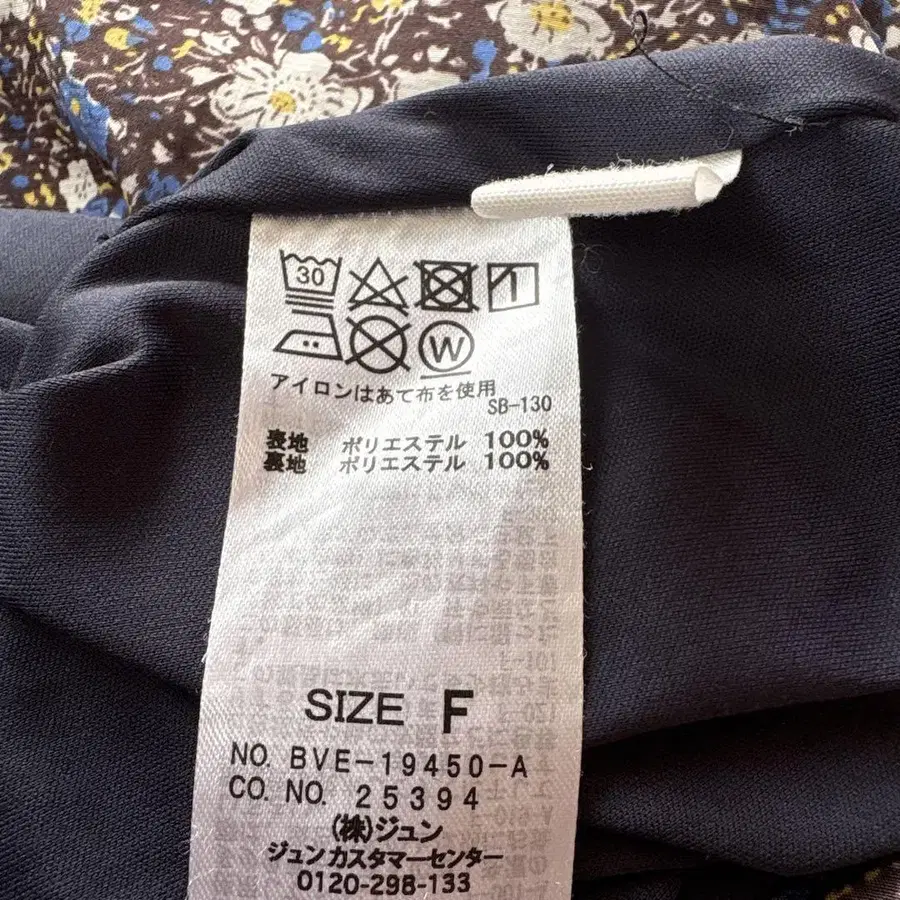 30
W
アイロンはあて布を使用
SB-130
表地 ポリエステル 100%
裏地 ポリエステル 100%
SIZE F
NO. BVE-19450-A
CO. NO. 25394
(株)ジュン
ジュンカスタマーセンター
0120-298-133